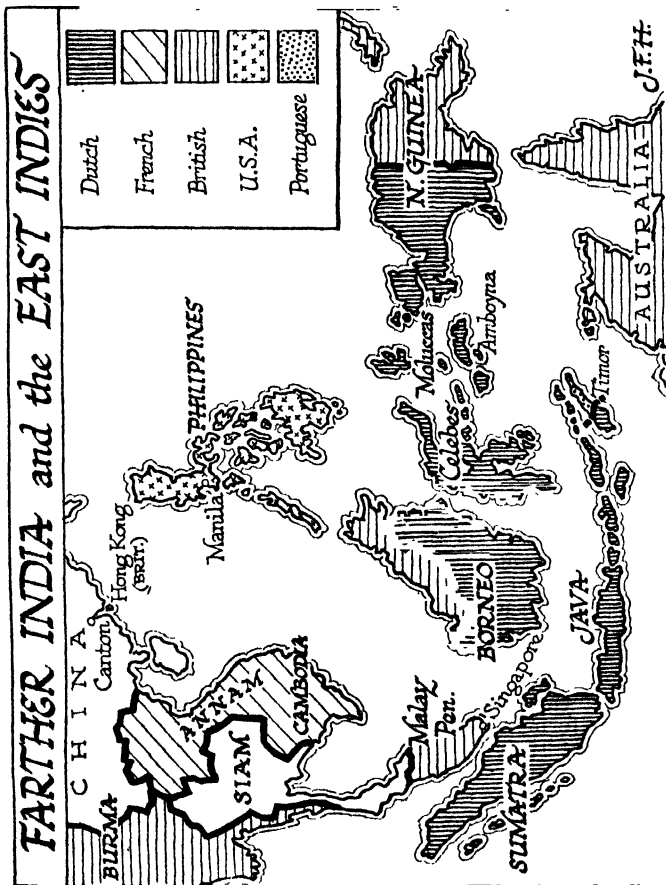 FARTHER INDIA and the EAST INDIES
Dutch
French
British
U.S.A.
Portuguese
CHINA
Canton
Hong Kong
(BRIT.)
BURMA
ANNAM
SIAM
CAMBODIA
PHILIPPINES
Manila
Malay
Pen.
Singapore
SUMATRA
BORNEO
JAVA
Celebes
Moluccas
Amboyna
Timor
N. GUINEA
AUSTRALIA
J.F.H.